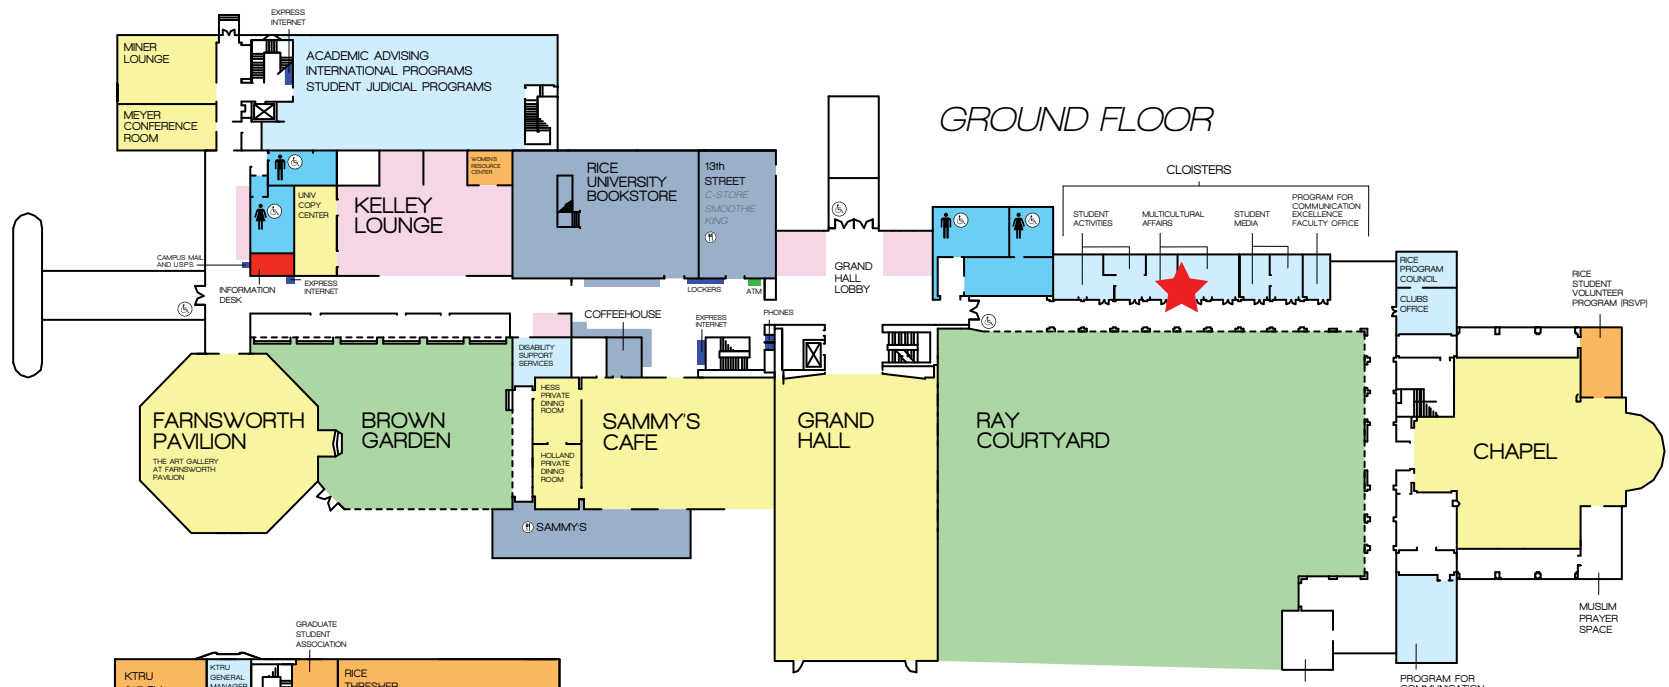 EXPRESS
INTERNET
MINER
LOUNGE
ACADEMIC ADVISING
INTERNATIONAL PROGRAMS
STUDENT JUDICIAL PROGRAMS
MEYER
CONFERENCE
ROOM
GROUND FLOOR
CLOISTERS
WOMEN'S
RESOURCE
CENTER
RICE
UNIVERSITY
BOOKSTORE
13th
STREET
C-STORE
SMOOTHIE
KING
UNIV
COPY
CENTER
KELLEY
LOUNGE
STUDENT
ACTIVITIES
MULTICULTURAL
AFFAIRS
STUDENT
MEDIA
PROGRAM FOR
COMMUNICATION
EXCELLENCE
FACULTY OFFICE
CAMPUS MAIL
AND USPS
INFORMATION
DESK
EXPRESS
INTERNET
LOCKERS
ATM
GRAND
HALL
LOBBY
RICE
PROGRAM
COUNCIL
CLUBS
OFFICE
RICE
STUDENT
VOLUNTEER
PROGRAM (RSVP)
COFFEEHOUSE
EXPRESS
INTERNET
PHONES
DISABILITY
SUPPORT
SERVICES
FARNSWORTH
PAVILION
THE ART GALLERY
AT FARNSWORTH
PAVILION
BROWN
GARDEN
HESS
PRIVATE
DINING
ROOM
HOLLAND
PRIVATE
DINING
ROOM
SAMMY'S
CAFE
SAMMY'S
GRAND
HALL
RAY
COURTYARD
CHAPEL
MUSLIM
PRAYER
SPACE
GRADUATE
STUDENT
ASSOCIATION
KTRU
KTRU
GENERAL
MANAGER
RICE
THRESHER
PROGRAM FOR
COMMUNICATION